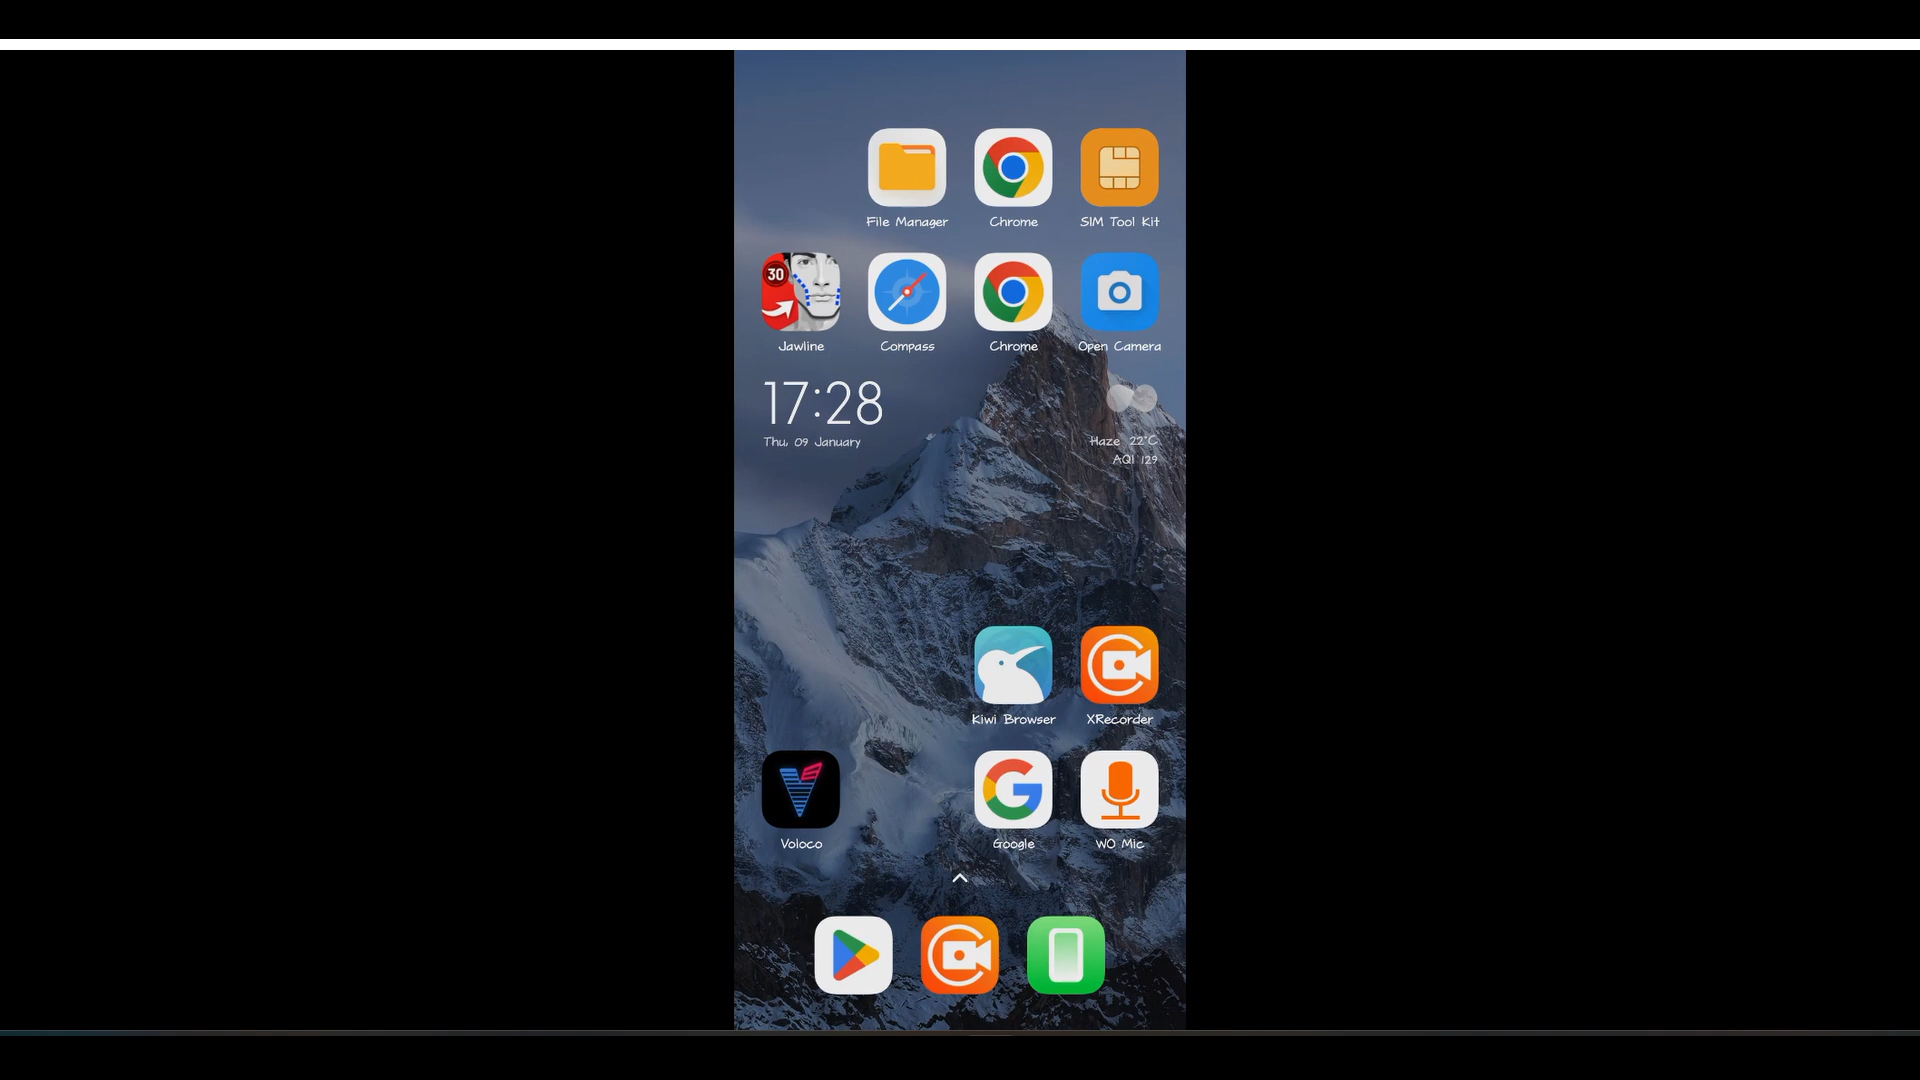 File Manager
Chrome
SIM Tool Kit
30
Jawline
Compass
Chrome
Open Camera
17:28
Thu, 09 January
Haze 22°C
AQI 129
Kiwi Browser
XRecorder
Voloco
Google
WO Mic